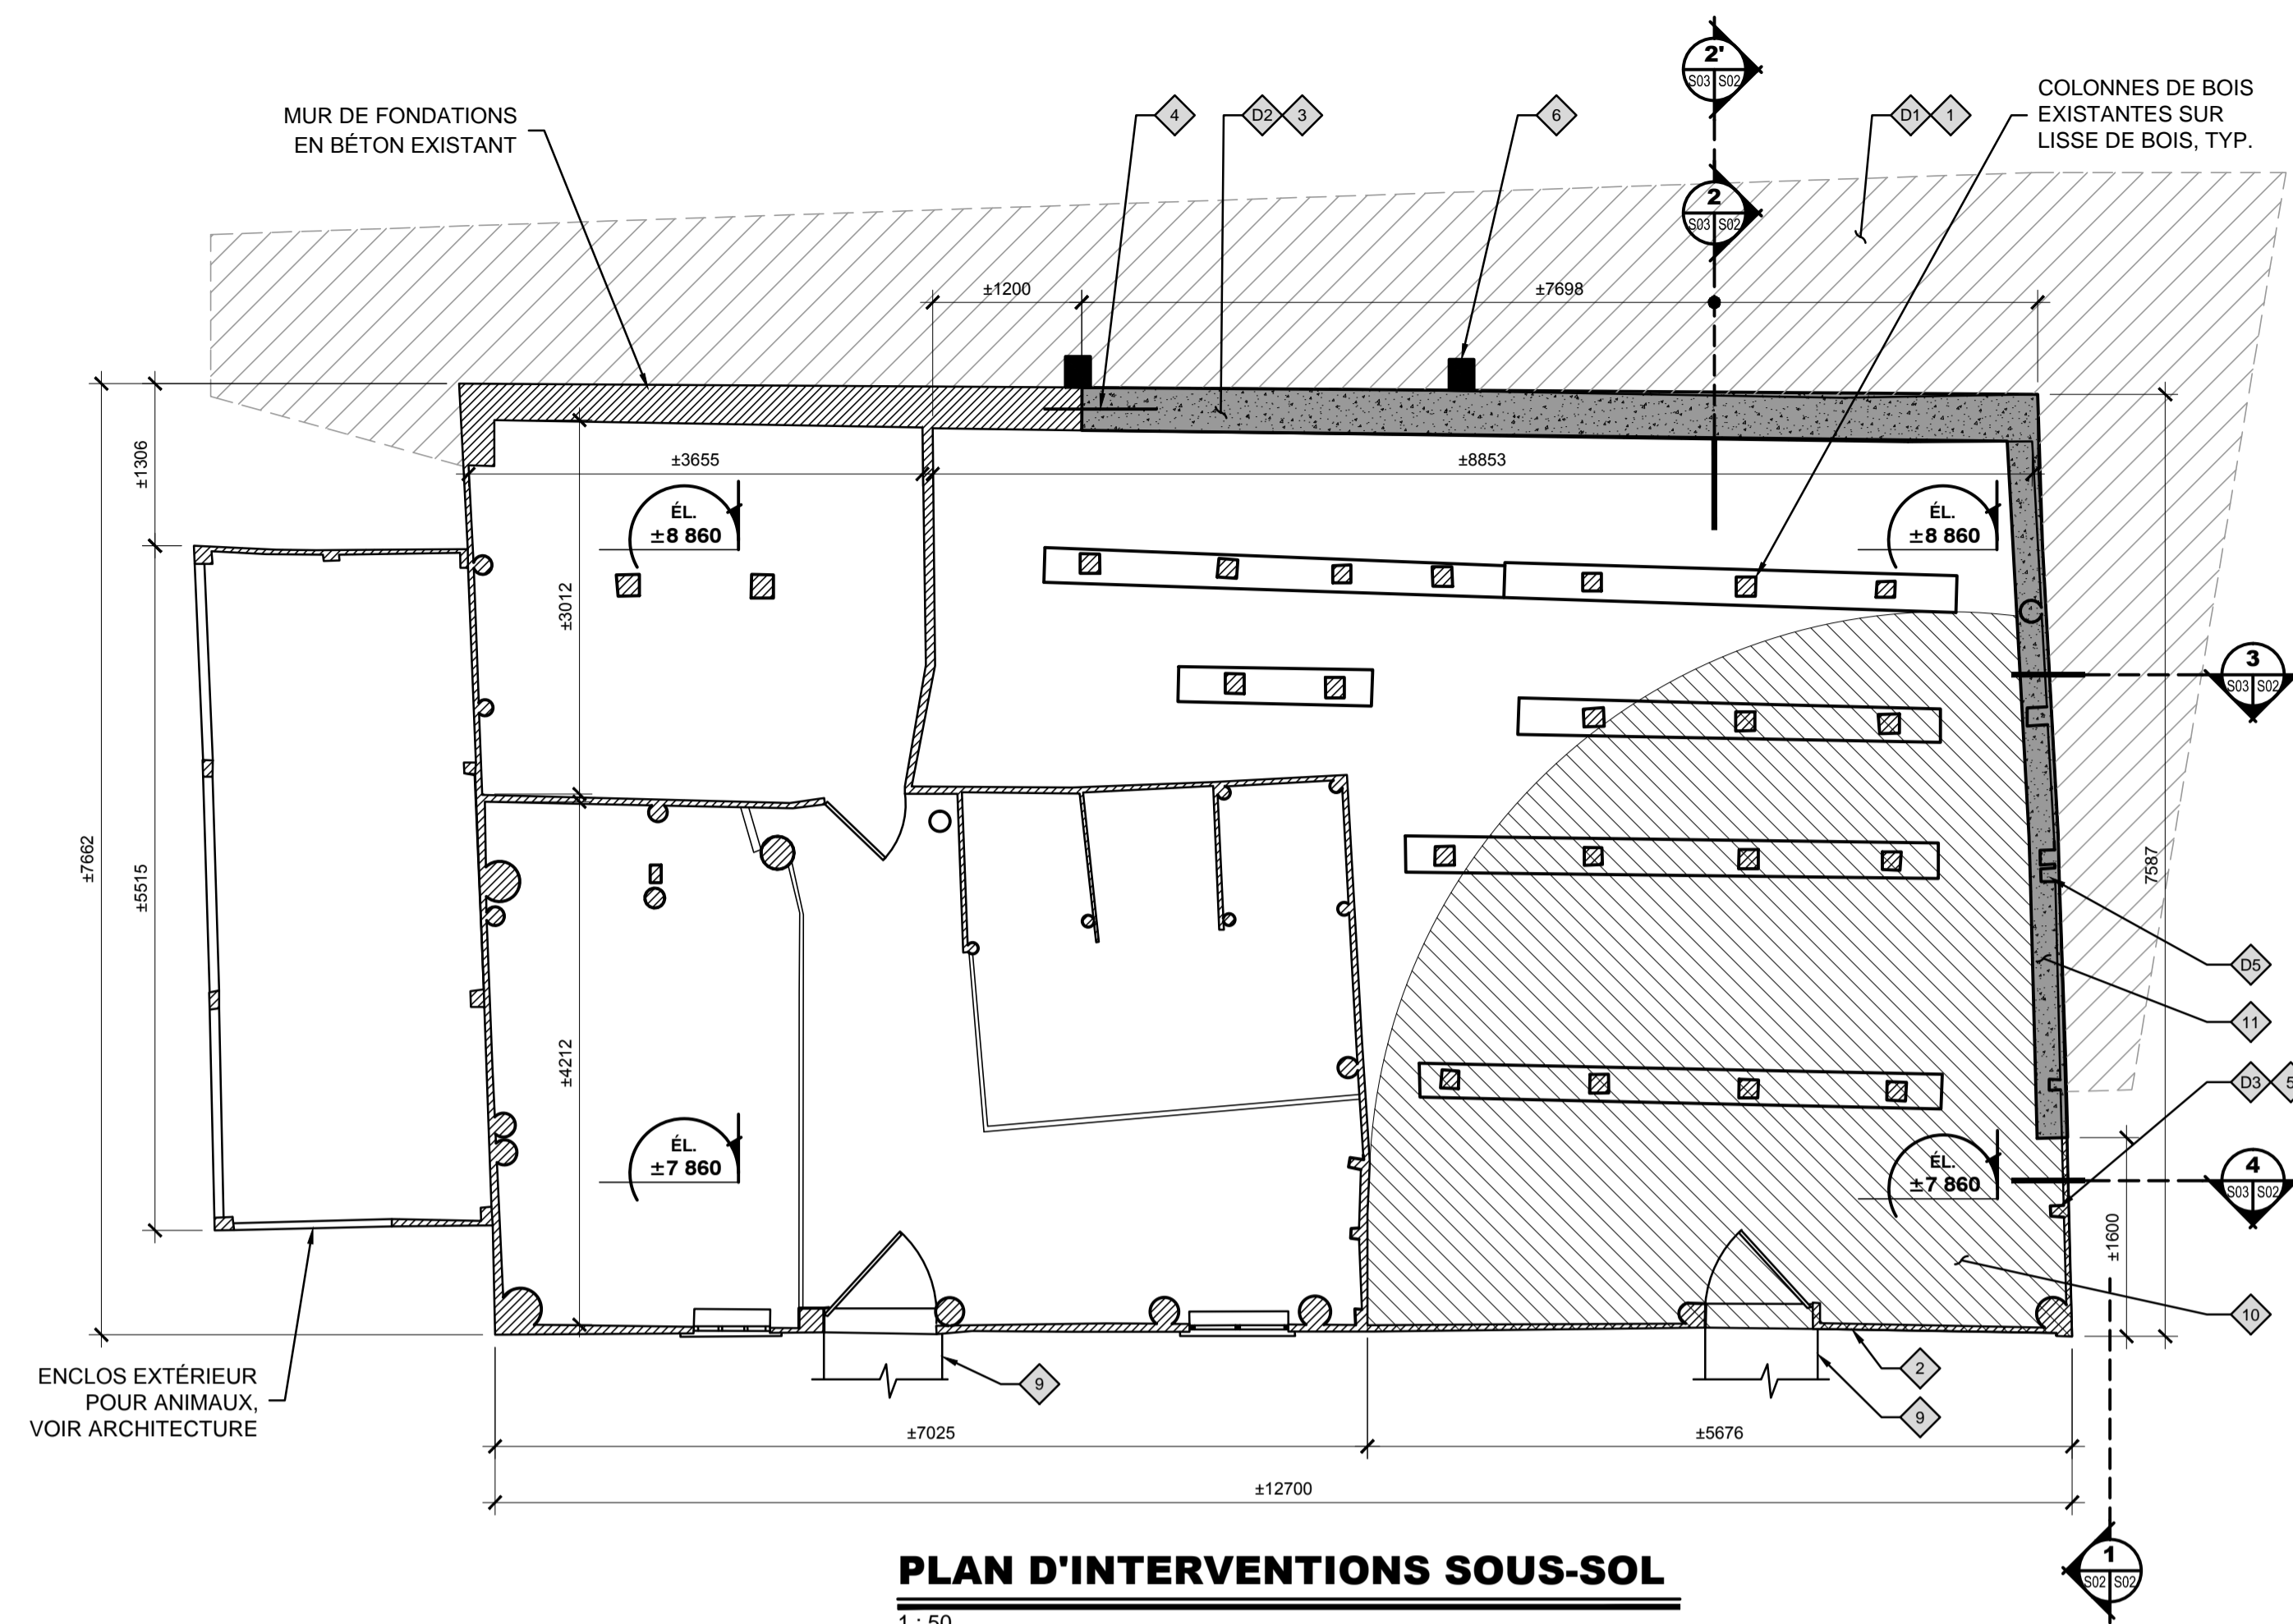 2'
S03 S02
MUR DE FONDATIONS
EN BÉTON EXISTANT
4
D2
3
6
D1
1
COLONNES DE BOIS
EXISTANTES SUR
LISSE DE BOIS, TYP.
2
S03 S02
±1200
±7698
±1306
±3655
±8853
ÉL.
±8 860
ÉL.
±8 860
±3012
3
S03 S02
±7662
±5515
7587
D5
11
±4212
D3
5
ÉL.
±7 860
ÉL.
±7 860
4
S03 S02
±1600
10
ENCLOS EXTÉRIEUR
POUR ANIMAUX,
VOIR ARCHITECTURE
9
2
9
±7025
±5676
±12700
PLAN D'INTERVENTIONS SOUS-SOL
1 : 50
1
S02 S02